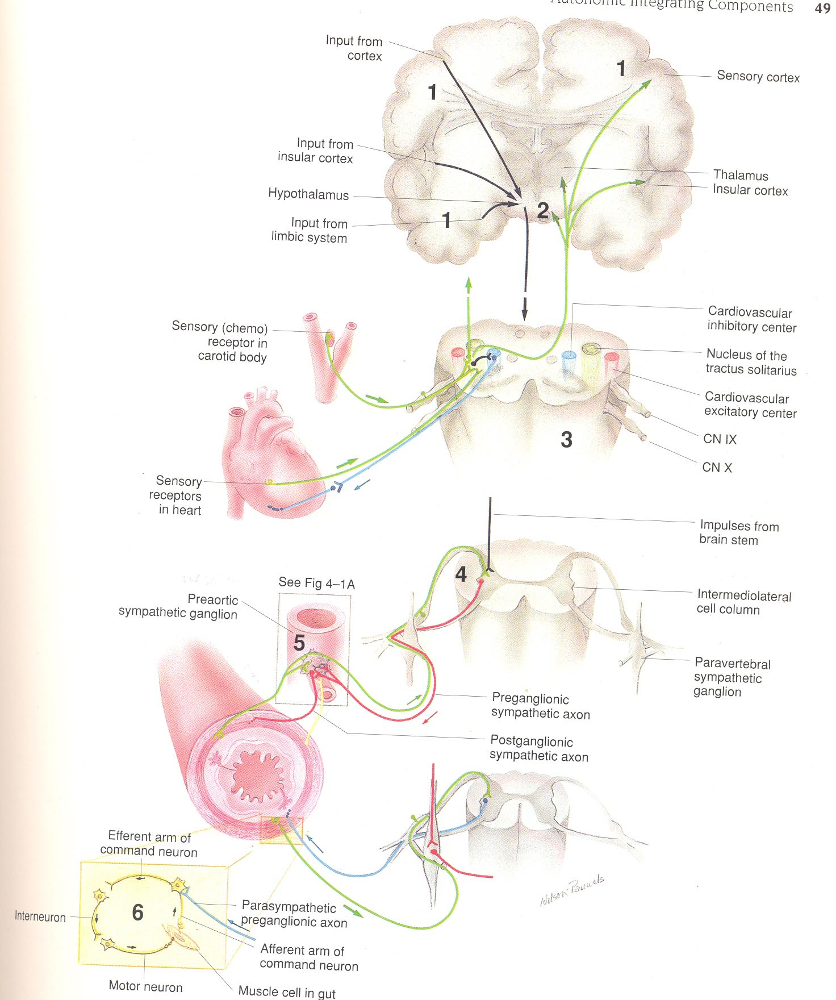 Autonomic Integrating Components 49
Input from
cortex
1
1
Sensory cortex
Input from
insular cortex
Thalamus
Insular cortex
Hypothalamus
2
Input from
limbic system
1
Cardiovascular
inhibitory center
Sensory (chemo)
receptor in
carotid body
Nucleus of the
tractus solitarius
Cardiovascular
excitatory center
3
CN IX
CN X
Sensory
receptors
in heart
Impulses from
brain stem
4
See Fig 4–1A
Preaortic
sympathetic ganglion
Intermediolateral
cell column
5
Paravertebral
sympathetic
ganglion
Preganglionic
sympathetic axon
Postganglionic
sympathetic axon
Efferent arm of
command neuron
Nelson Pauwels
Interneuron
6
Parasympathetic
preganglionic axon
Afferent arm of
command neuron
Motor neuron
Muscle cell in gut